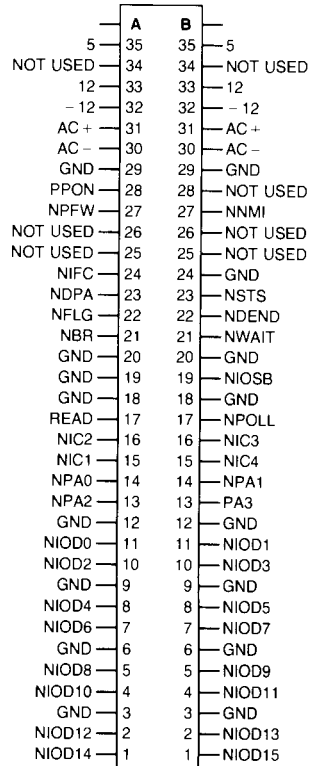 A B
5 35 35 5
NOT USED 34 34 NOT USED
12 33 33 12
− 12 32 32 − 12
AC + 31 31 AC +
AC − 30 30 AC −
GND 29 29 GND
PPON 28 28 NOT USED
NPFW 27 27 NNMI
NOT USED 26 26 NOT USED
NOT USED 25 25 NOT USED
NIFC 24 24 GND
NDPA 23 23 NSTS
NFLG 22 22 NDEND
NBR 21 21 NWAIT
GND 20 20 GND
GND 19 19 NIOSB
GND 18 18 GND
READ 17 17 NPOLL
NIC2 16 16 NIC3
NIC1 15 15 NIC4
NPA0 14 14 NPA1
NPA2 13 13 PA3
GND 12 12 GND
NIOD0 11 11 NIOD1
NIOD2 10 10 NIOD3
GND 9 9 GND
NIOD4 8 8 NIOD5
NIOD6 7 7 NIOD7
GND 6 6 GND
NIOD8 5 5 NIOD9
NIOD10 4 4 NIOD11
GND 3 3 GND
NIOD12 2 2 NIOD13
NIOD14 1 1 NIOD15